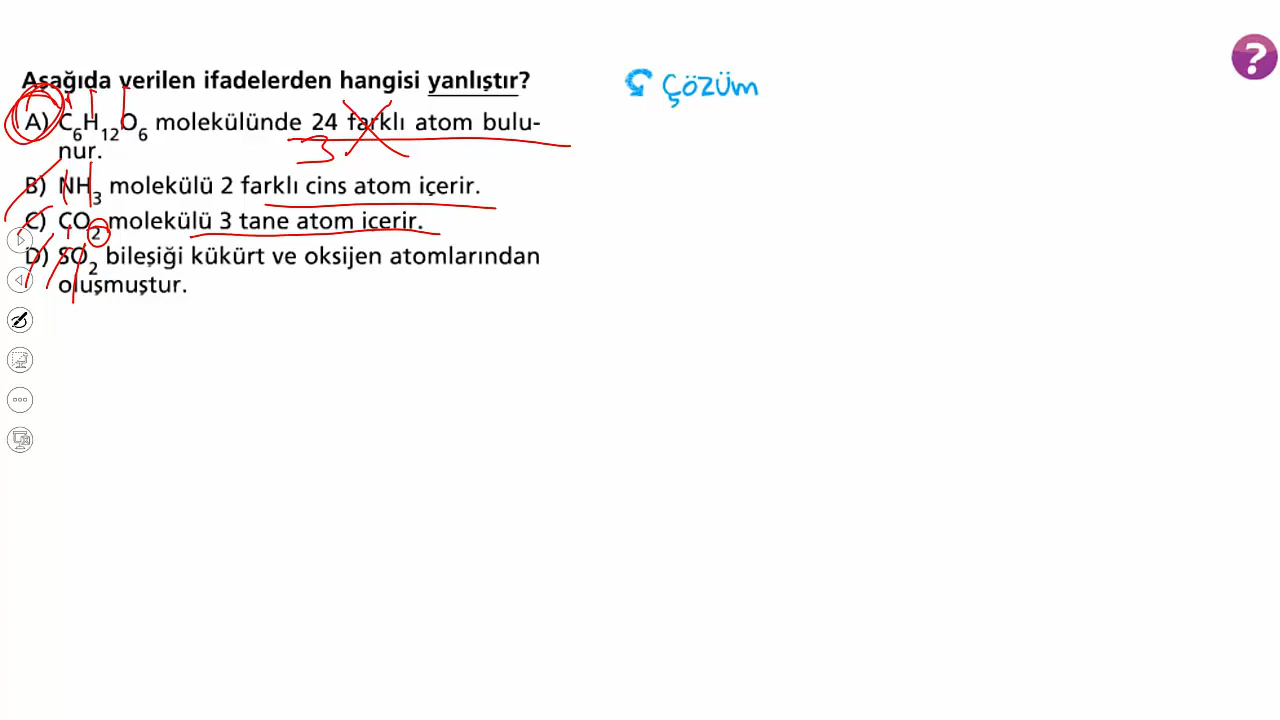 Aşağıda verilen ifadelerden hangisi yanlıştır?
A) C₆H₁₂O₆ molekülünde 24 farklı atom bulu-
nur.
3
B) NH₃ molekülü 2 farklı cins atom içerir.
C) CO₂ molekülü 3 tane atom içerir.
D) SO₂ bileşiği kükürt ve oksijen atomlarından
oluşmuştur.
Çözüm
?